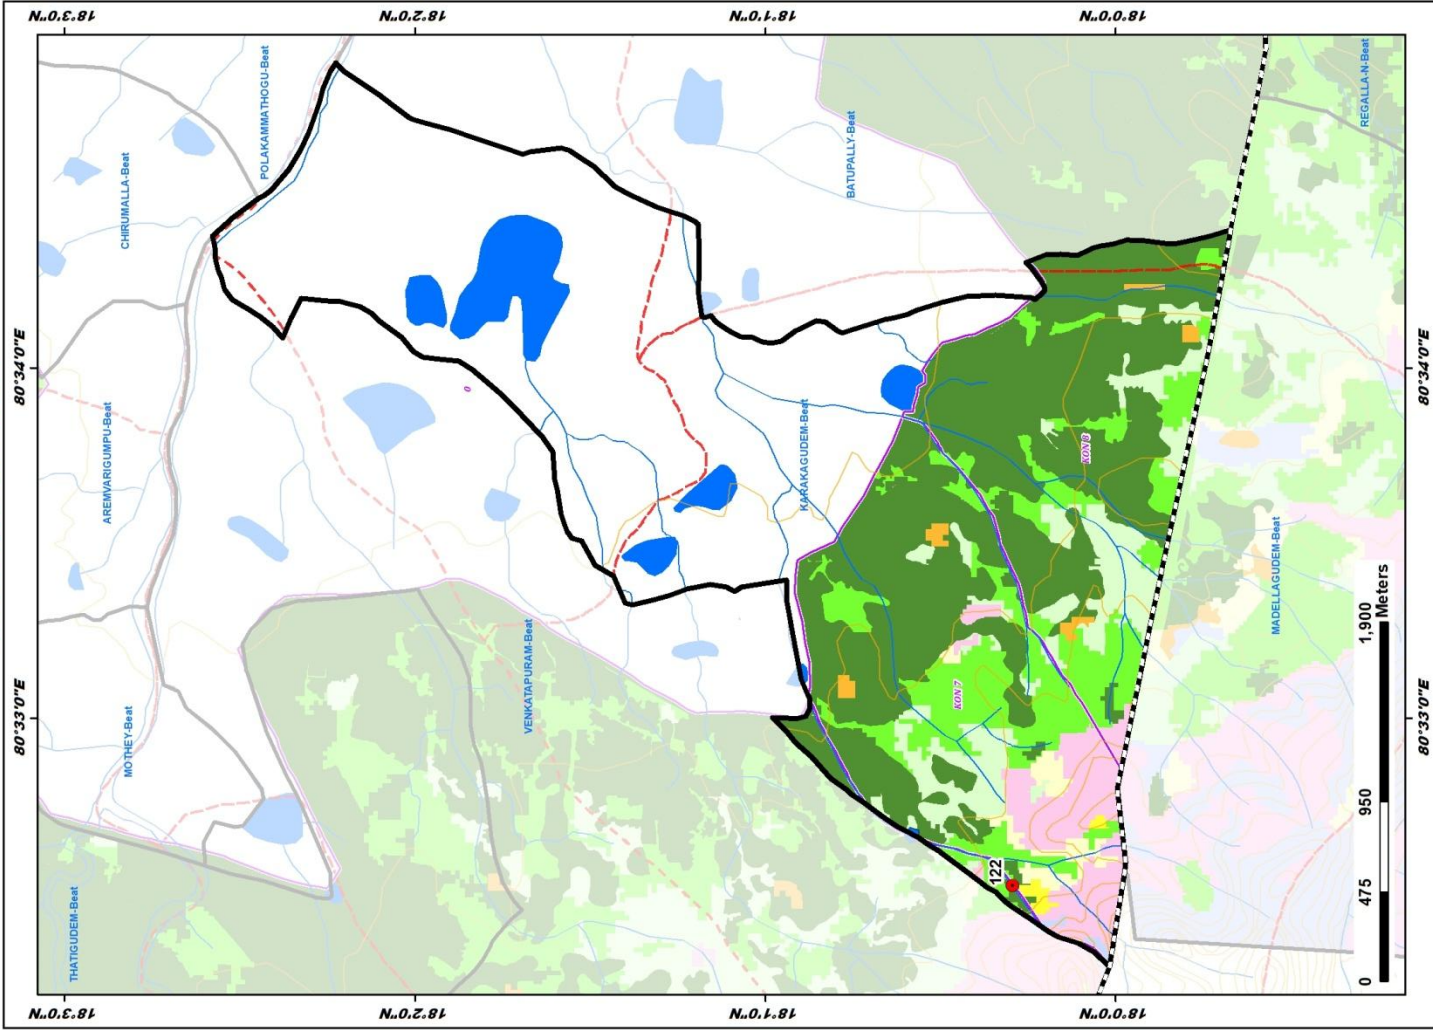 18°3'0"N
18°2'0"N
18°1'0"N
18°0'0"N
80°34'0"E
80°33'0"E
POLAKAMMATHOGU-Beat
CHIRUMALLA-Beat
AREMVARIGUMPU-Beat
MOTHEY-Beat
THATIGUDEM-Beat
VENKATAPURAM-Beat
BATUPALLY-Beat
KARAKAGUDEM-Beat
REGALLA-N-Beat
MADELLAGUDEM-Beat
0
KON 8
KON 7
122
0 475 950 1,900
Meters
80°34'0"E
80°33'0"E
18°3'0"N
18°2'0"N
18°1'0"N
18°0'0"N